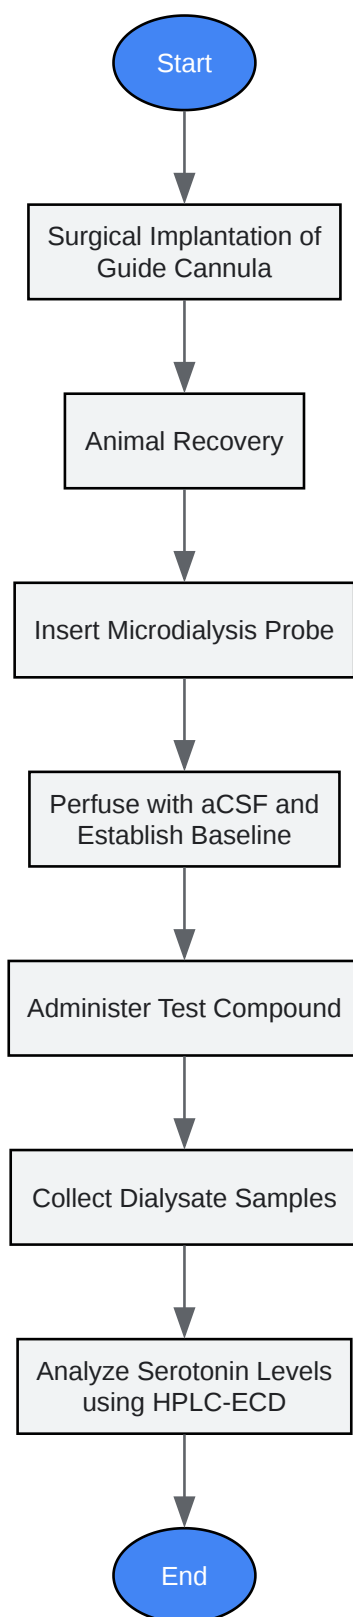 Start
Surgical Implantation of
Guide Cannula
Animal Recovery
Insert Microdialysis Probe
Perfuse with aCSF and
Establish Baseline
Administer Test Compound
Collect Dialysate Samples
Analyze Serotonin Levels
using HPLC-ECD
End